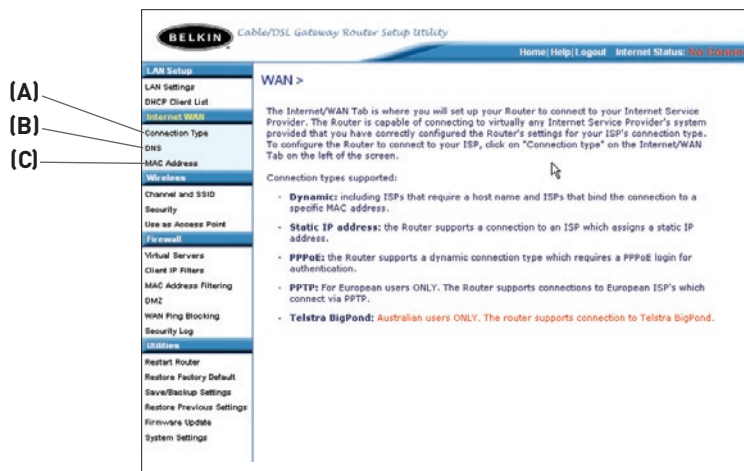 BELKIN
Cable/DSL Gateway Router Setup Utility
Home|Help|Logout Internet Status:
(A)
(B)
(C)
LAN Setup
LAN Settings
DHCP Client List
Internet WAN
Connection Type
DNS
MAC Address
Wireless
Channel and SSID
Security
Use as Access Point
Firewall
Virtual Servers
Client IP Filters
MAC Address Filtering
DMZ
WAN Ping Blocking
Security Log
Utilities
Restart Router
Restore Factory Default
Save/Backup Settings
Restore Previous Settings
Firmware Update
System Settings
WAN >
The Internet/WAN Tab is where you will set up your Router to connect to your Internet Service
Provider. The Router is capable of connecting to virtually any Internet Service Provider's system
provided that you have correctly configured the Router's settings for your ISP's connection type.
To configure the Router to connect to your ISP, click on "Connection type" on the Internet/WAN
Tab on the left of the screen.
Connection types supported:
- Dynamic: including ISPs that require a host name and ISPs that bind the connection to a
specific MAC address.
- Static IP address: the Router supports a connection to an ISP which assigns a static IP
address.
- PPPoE: the Router supports a dynamic connection type which requires a PPPoE login for
authentication.
- PPTP: For European users ONLY. The Router supports connections to European ISP's which
connect via PPTP.
- Telstra BigPond: Australian users ONLY. The router supports connection to Telstra BigPond.